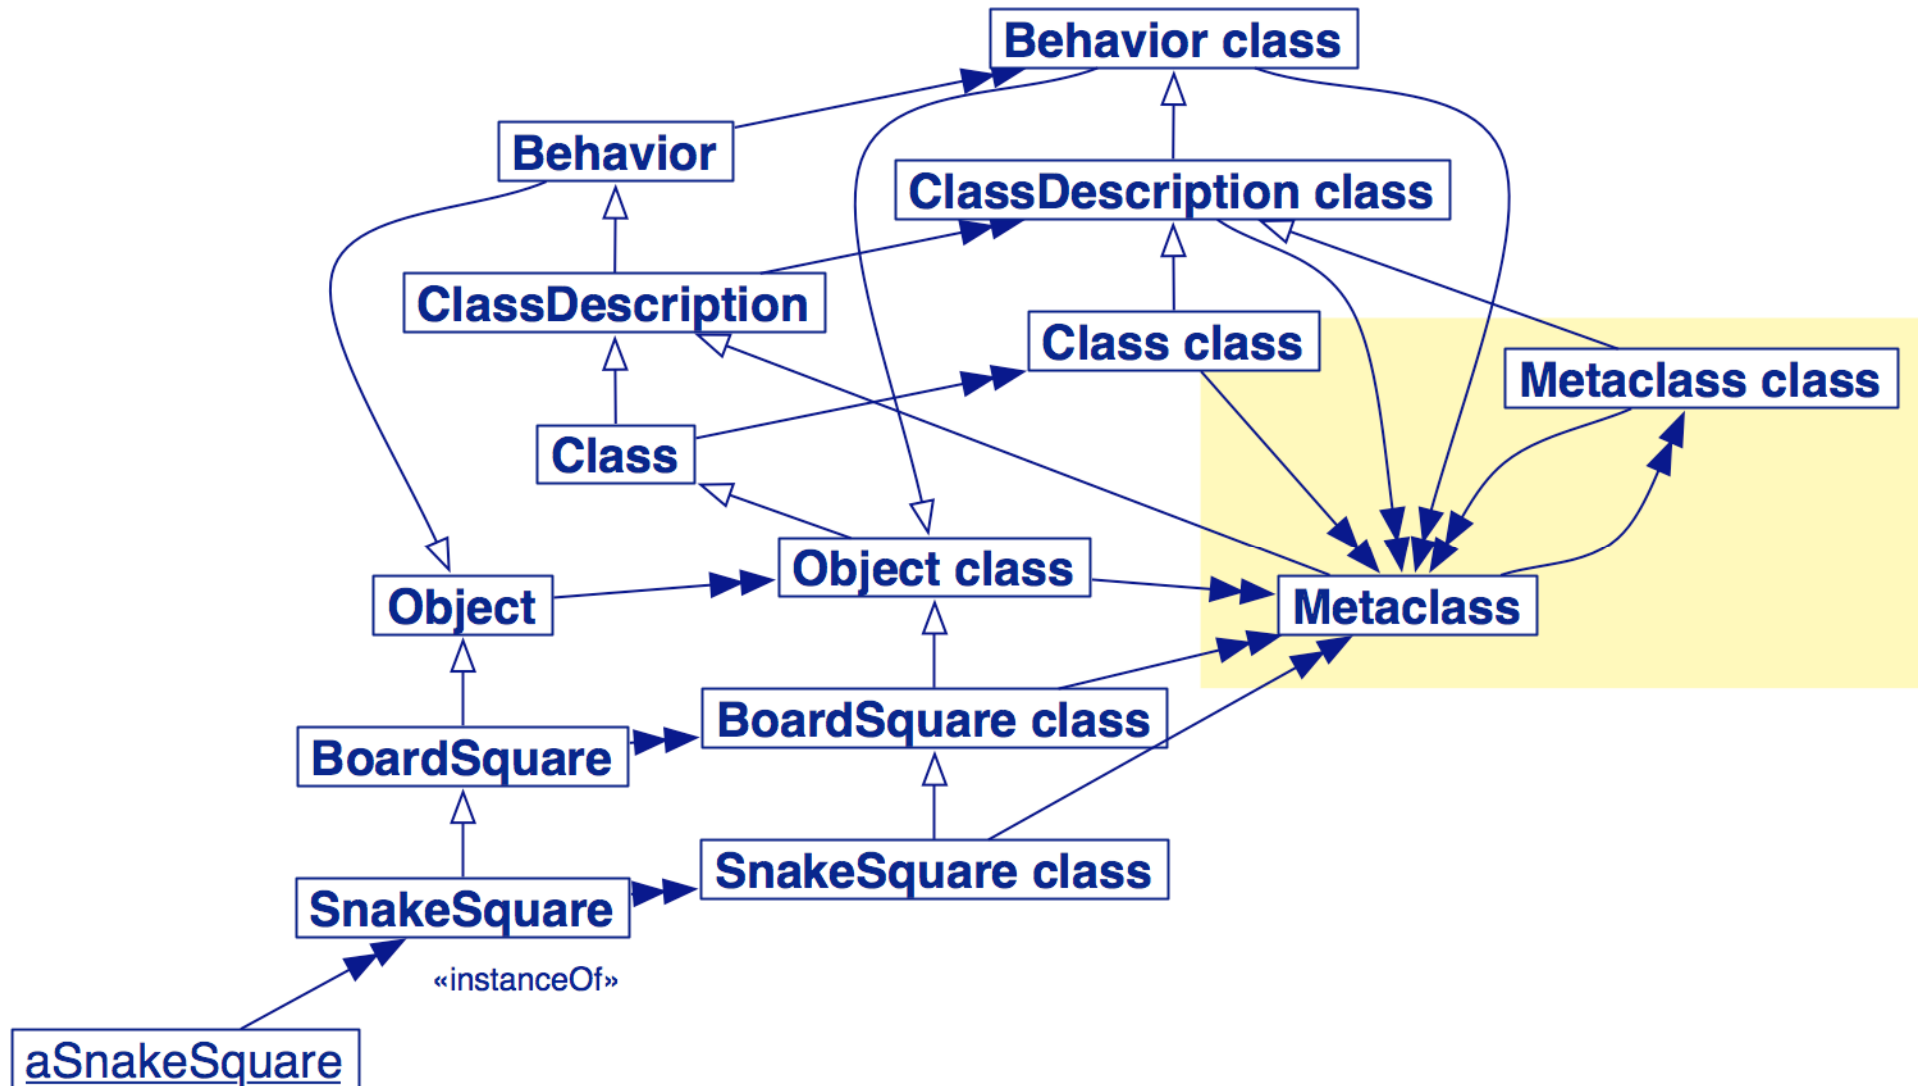 Behavior class
Behavior
ClassDescription class
ClassDescription
Class class
Metaclass class
Class
Object class
Object
Metaclass
BoardSquare class
BoardSquare
SnakeSquare class
SnakeSquare
«instanceOf»
aSnakeSquare